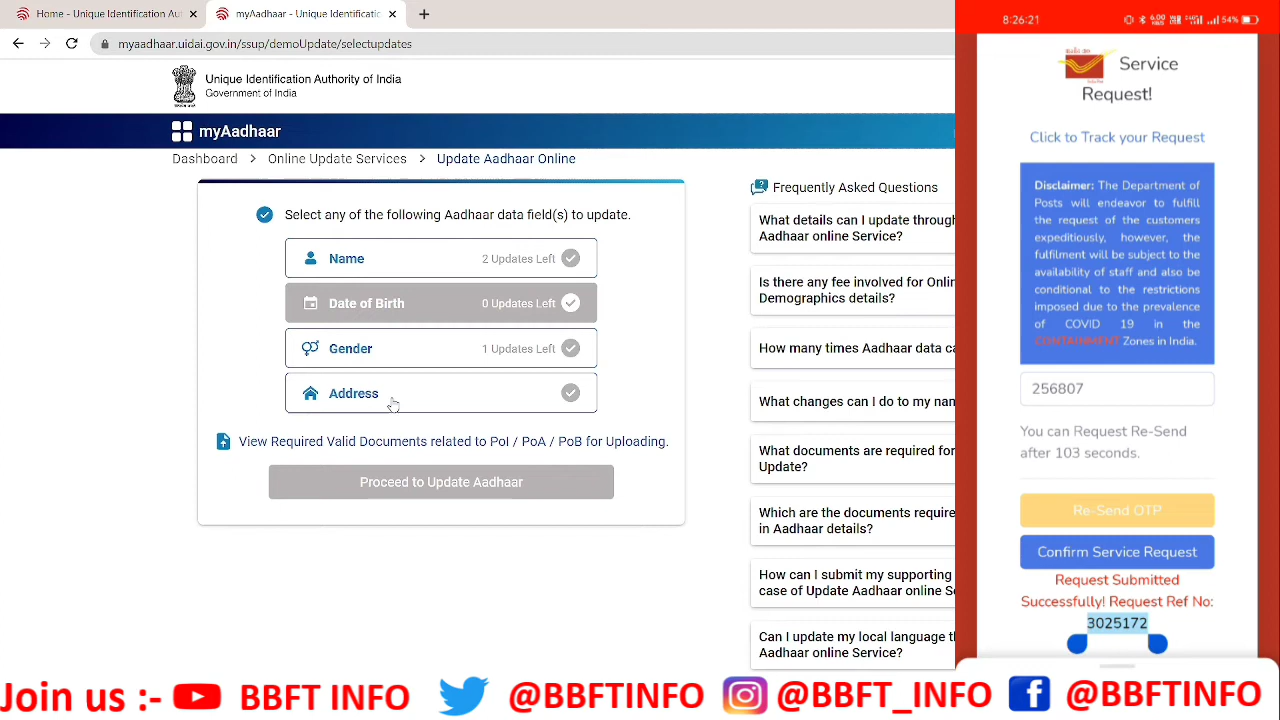 Home - Unique Identification Aut
myAadhaar - Unique Identification
myaadhaar.uidai.gov.in/ssupDemoUpdate/selectupdates
Unique Identification Authority of India
Government of India
myAadhaar
Dashboard > Online Update Services > Update Aadhaar Online
Select any of the following Aadhaar data field(s) to update.
Name 2 Updates Left
Date of Birth 0 Updates Left
Gender 1 Updates Left
Address
View Required Valid Documents retated to PoI / PoA / PoB for Uploading.
Proceed to Update Aadhaar
Frequently Asked Questions
What details can I update through
Aadhaar online Service?
Is there any fee involved for Onlin
Demographics details?
How many times Aadhaar data ca
What changes can I do to my nam
What documents are required for
Update?
Which are the documents require
in Aadhaar details?
How can I submit my supporting
case of Update Aadhaar online Se
Can I update my local language th
Aadhaar online Service?
8:26:21
54%
Service
Request!
Click to Track your Request
Disclaimer: The Department of
Posts will endeavor to fulfill
the request of the customers
expeditiously, however, the
fulfilment will be subject to the
availability of staff and also be
conditional to the restrictions
imposed due to the prevalence
of COVID 19 in the
CONTAINMENT Zones in India.
256807
You can Request Re-Send
after 103 seconds.
Re-Send OTP
Confirm Service Request
Request Submitted
Successfully! Request Ref No:
3025172
Join us :- BBFT INFO @BBFTINFO @BBFT_INFO @BBFTINFO